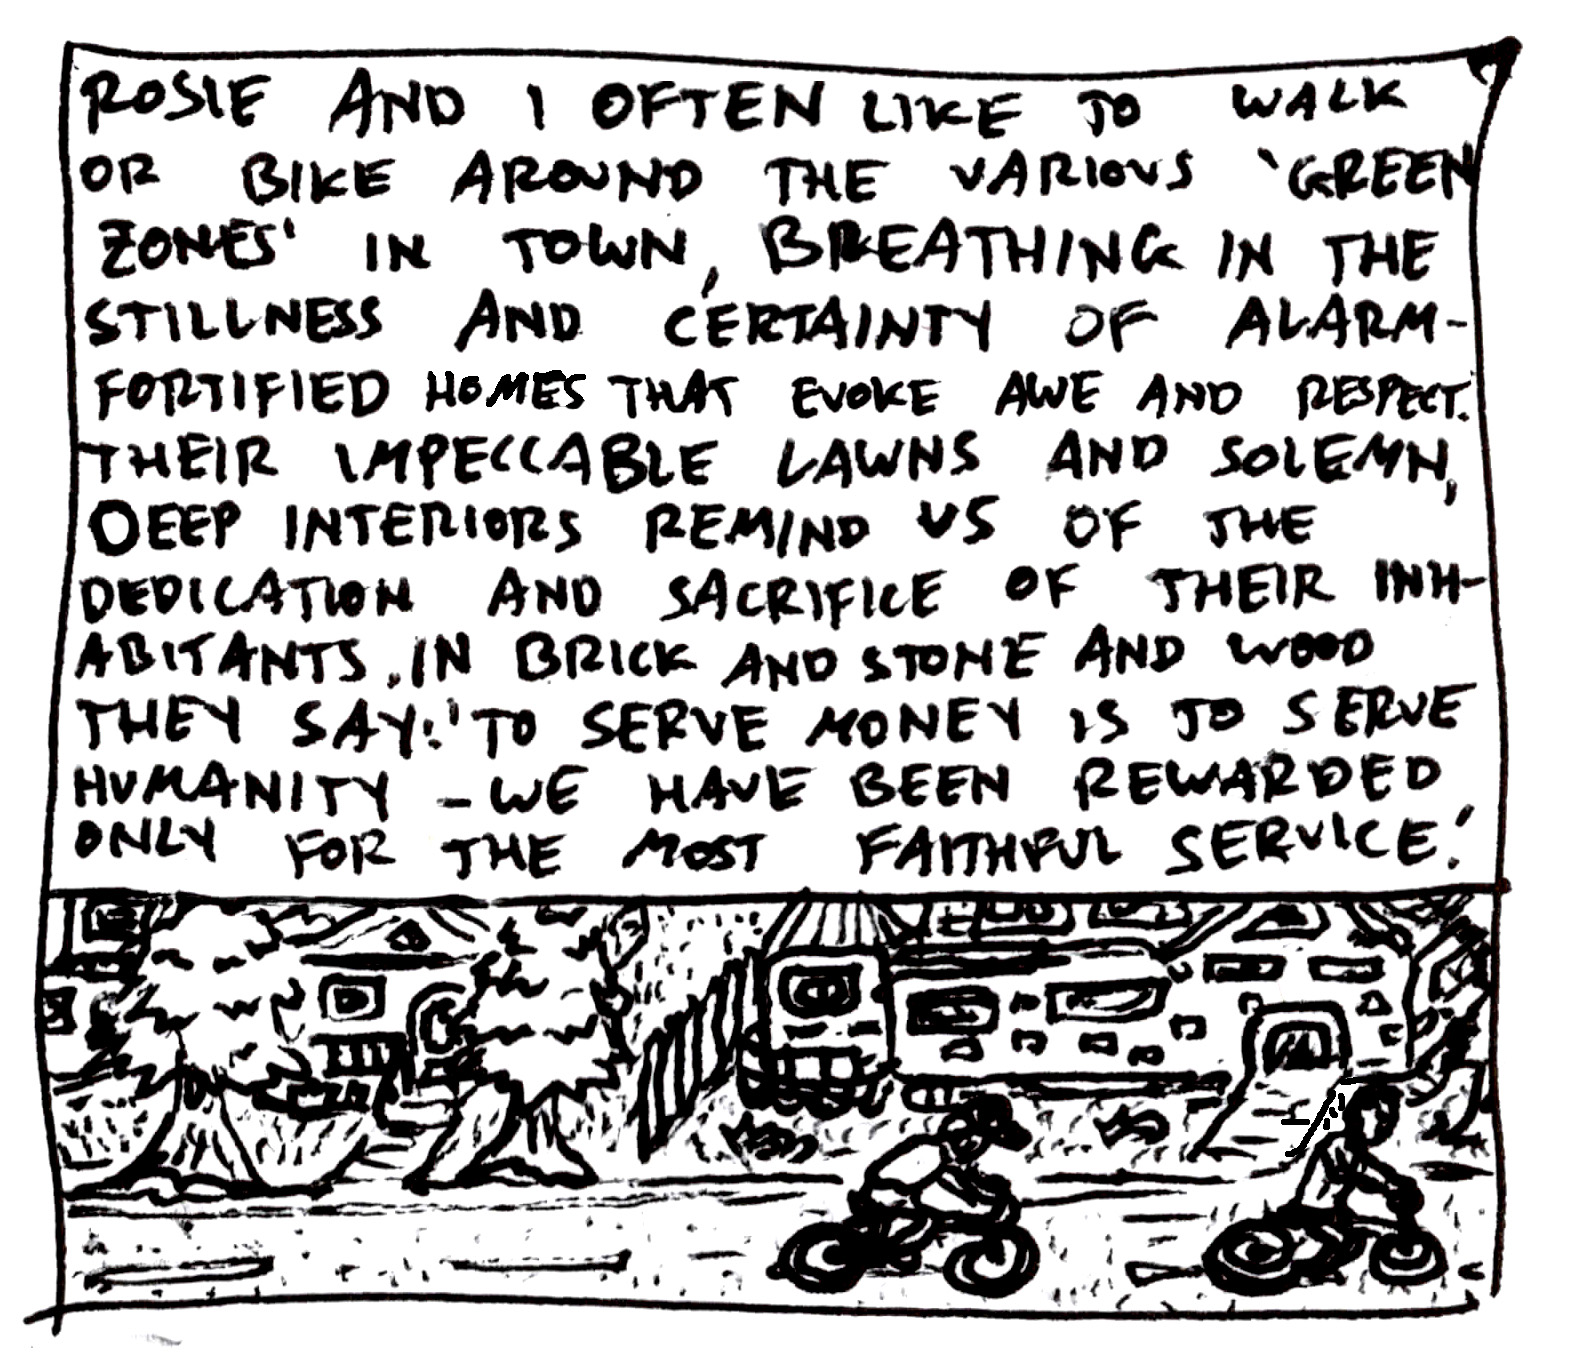 ROSIE AND I OFTEN LIKE TO WALK
OR BIKE AROUND THE VARIOUS 'GREEN
ZONES' IN TOWN, BREATHING IN THE
STILLNESS AND CERTAINTY OF ALARM-
FORTIFIED HOMES THAT EVOKE AWE AND RESPECT.
THEIR IMPECCABLE LAWNS AND SOLEMN,
DEEP INTERIORS REMIND US OF THE
DEDICATION AND SACRIFICE OF THEIR INH-
ABITANTS. IN BRICK AND STONE AND WOOD
THEY SAY: 'TO SERVE MONEY IS TO SERVE
HUMANITY - WE HAVE BEEN REWARDED
ONLY FOR THE MOST FAITHFUL SERVICE.'